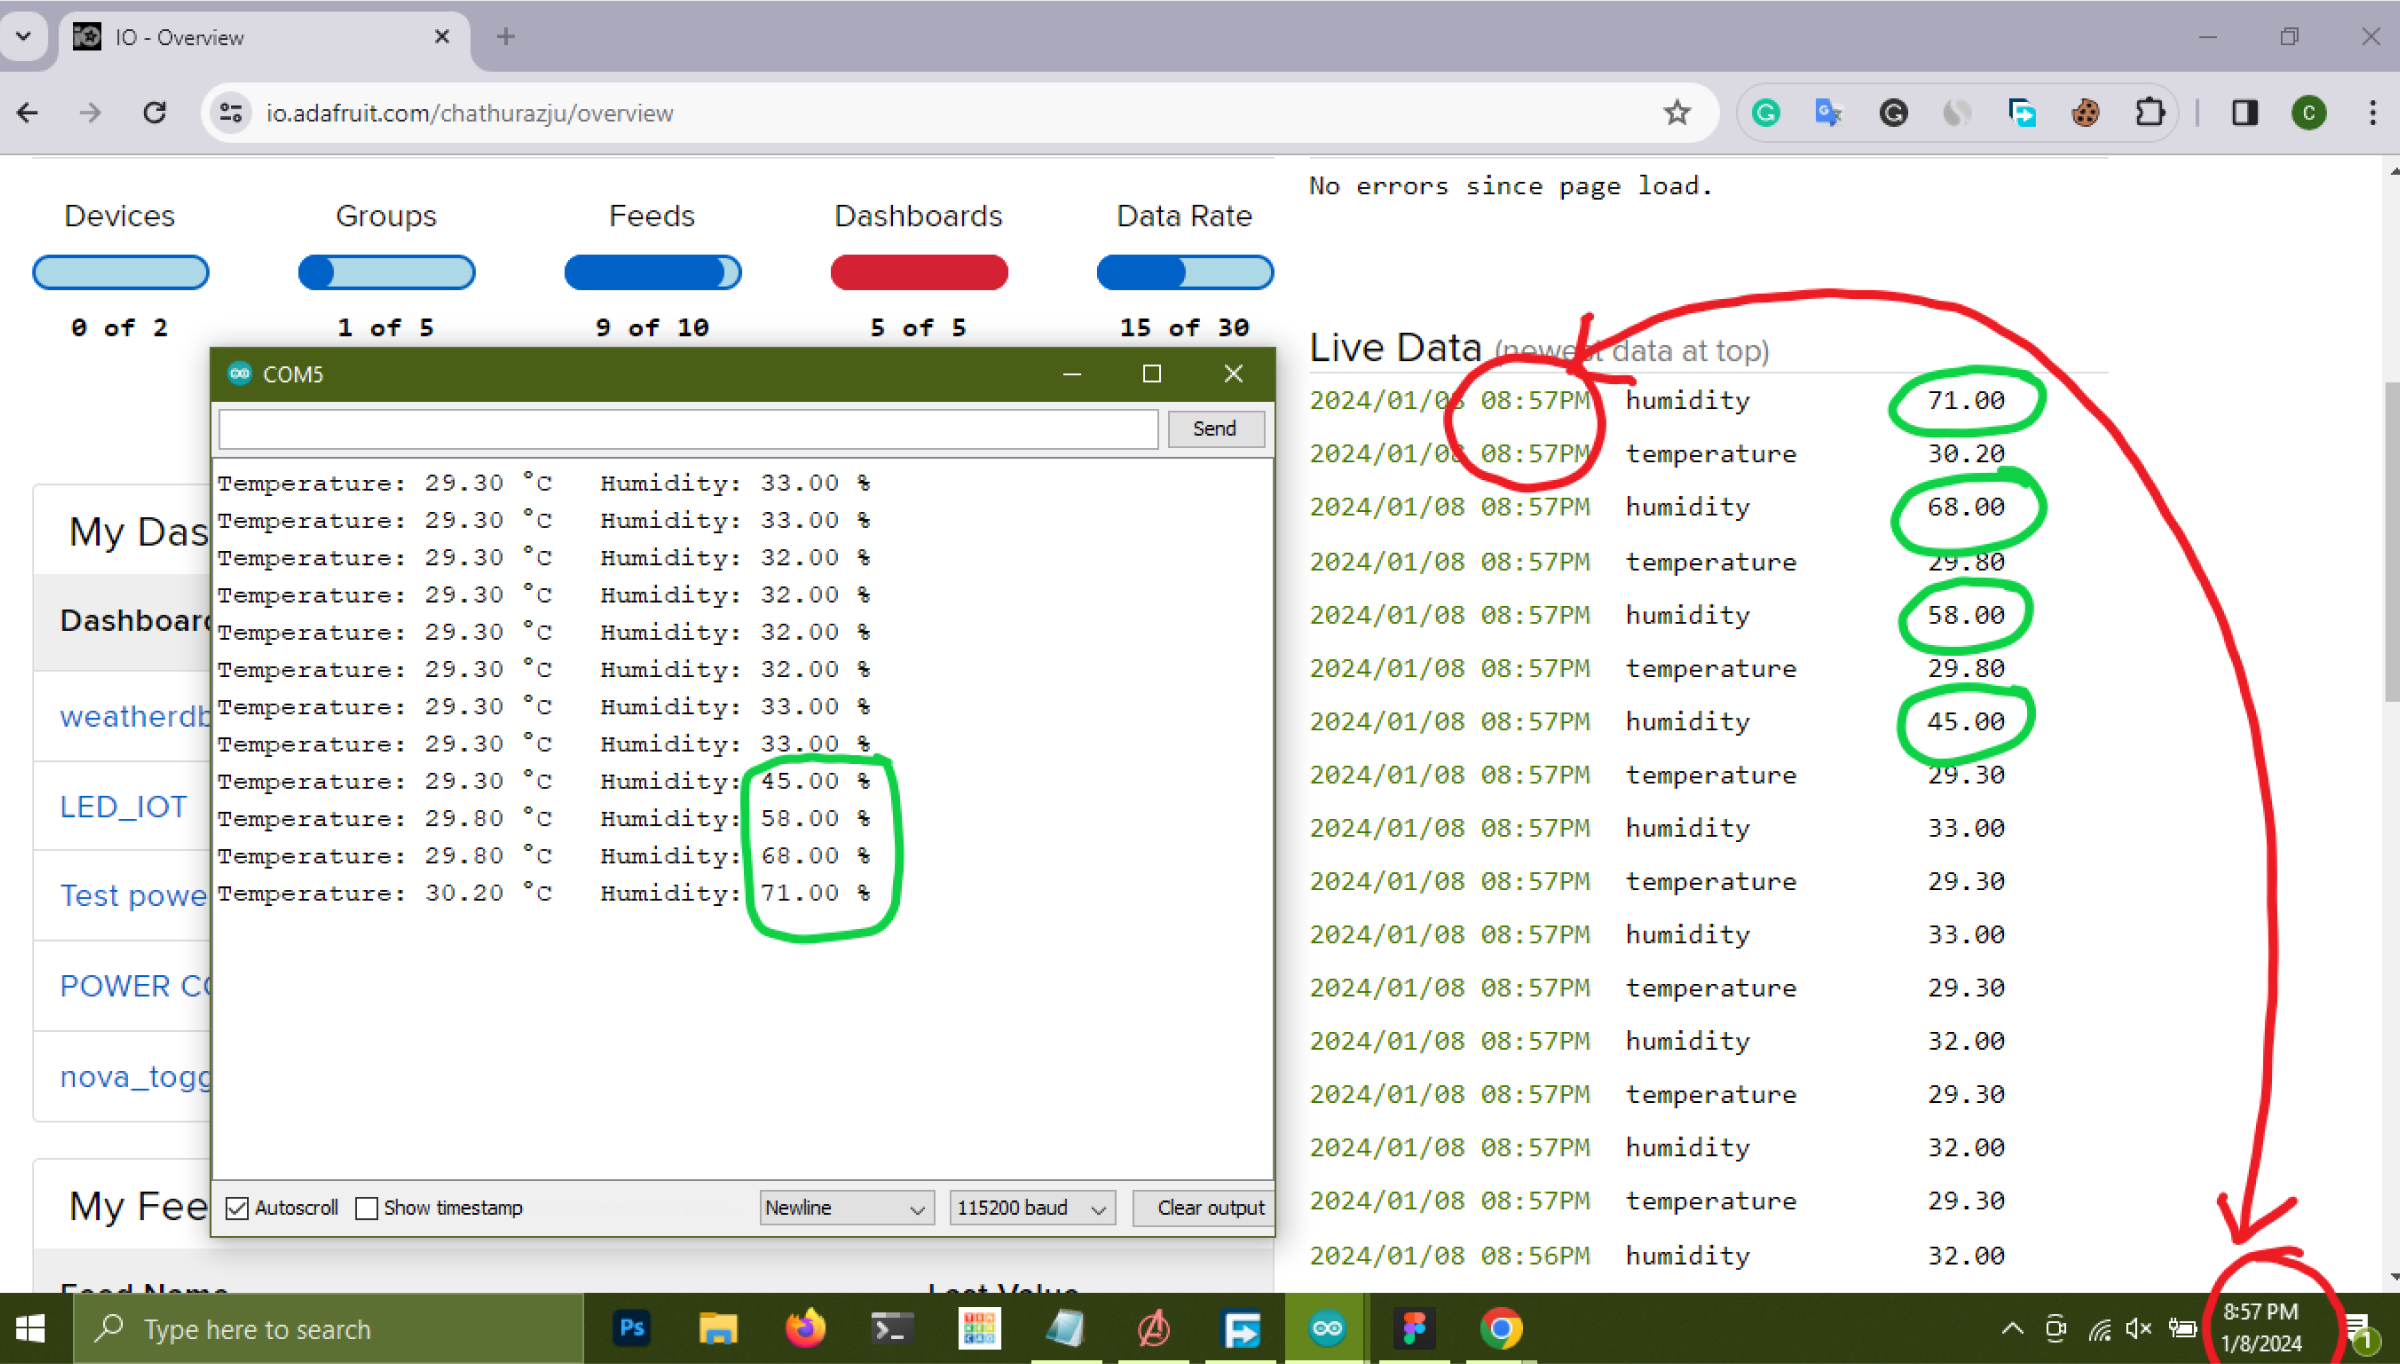 IO - Overview
io.adafruit.com/chathurazju/overview
C
Devices Groups Feeds Dashboards Data Rate
0 of 2 1 of 5 9 of 10 5 of 5 15 of 30
My Das
Dashboard
weatherdb
LED_IOT
Test powe
POWER CO
nova_togg
My Fee
Feed Name Last Value
COM5
Send
Temperature: 29.30 °C Humidity: 33.00 %
Temperature: 29.30 °C Humidity: 33.00 %
Temperature: 29.30 °C Humidity: 32.00 %
Temperature: 29.30 °C Humidity: 32.00 %
Temperature: 29.30 °C Humidity: 32.00 %
Temperature: 29.30 °C Humidity: 32.00 %
Temperature: 29.30 °C Humidity: 33.00 %
Temperature: 29.30 °C Humidity: 33.00 %
Temperature: 29.30 °C Humidity: 45.00 %
Temperature: 29.80 °C Humidity: 58.00 %
Temperature: 29.80 °C Humidity: 68.00 %
Temperature: 30.20 °C Humidity: 71.00 %
Autoscroll Show timestamp Newline 115200 baud Clear output
No errors since page load.
Live Data (newest data at top)
2024/01/08 08:57PM humidity 71.00
2024/01/08 08:57PM temperature 30.20
2024/01/08 08:57PM humidity 68.00
2024/01/08 08:57PM temperature 29.80
2024/01/08 08:57PM humidity 58.00
2024/01/08 08:57PM temperature 29.80
2024/01/08 08:57PM humidity 45.00
2024/01/08 08:57PM temperature 29.30
2024/01/08 08:57PM humidity 33.00
2024/01/08 08:57PM temperature 29.30
2024/01/08 08:57PM humidity 33.00
2024/01/08 08:57PM temperature 29.30
2024/01/08 08:57PM humidity 32.00
2024/01/08 08:57PM temperature 29.30
2024/01/08 08:57PM humidity 32.00
2024/01/08 08:57PM temperature 29.30
2024/01/08 08:56PM humidity 32.00
Type here to search
Ps
8:57 PM
1/8/2024
1